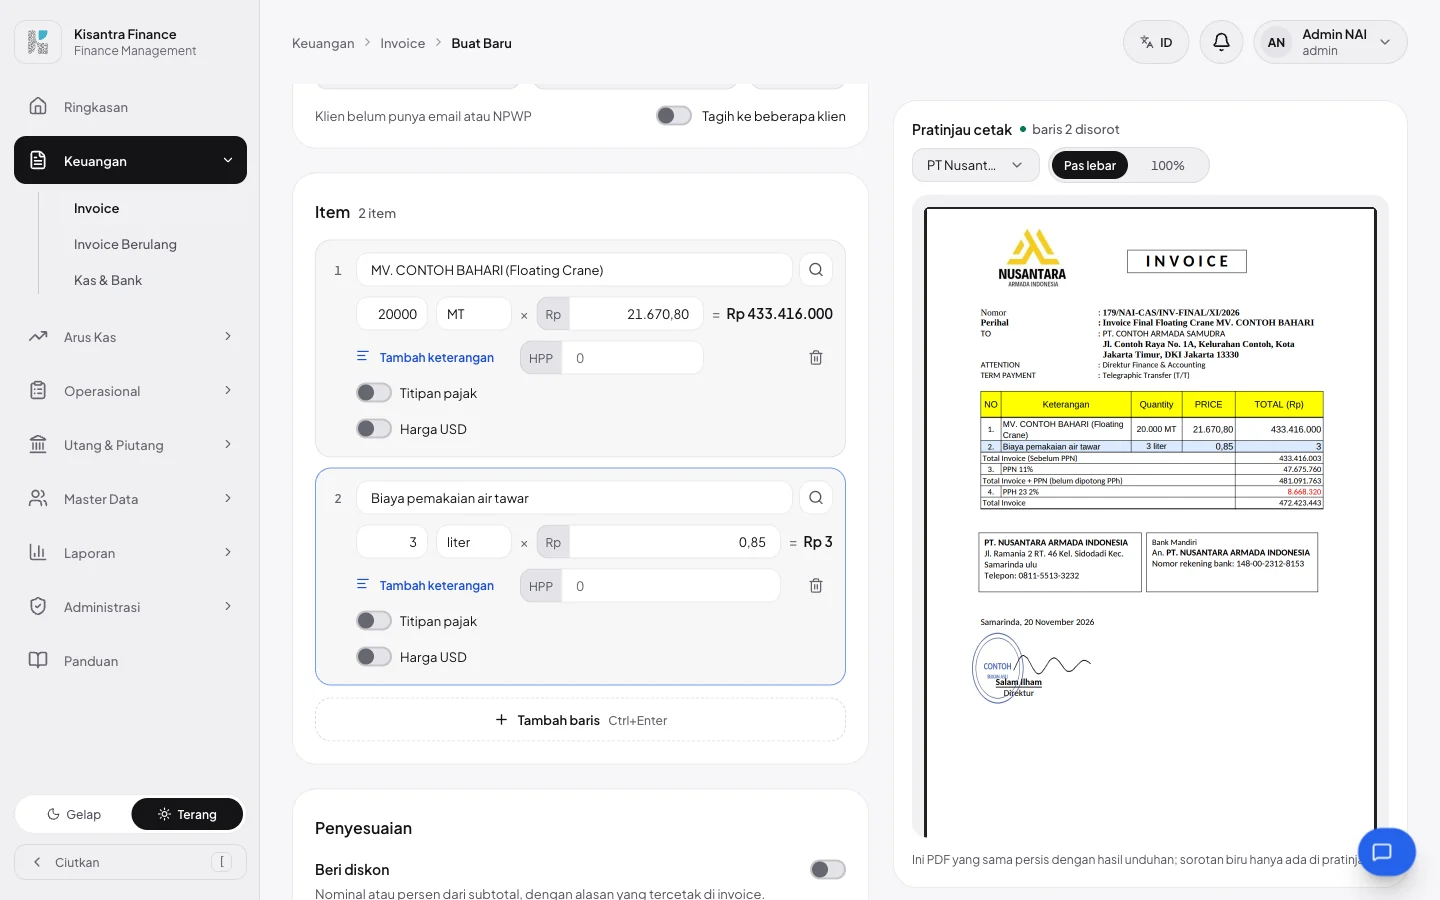 Kisantra Finance
Finance Management
Ringkasan
Keuangan
Invoice
Invoice Berulang
Kas & Bank
Arus Kas
Operasional
Utang & Piutang
Master Data
Laporan
Administrasi
Panduan
Gelap
Terang
Ciutkan [
Keuangan > Invoice > Buat Baru
ID
AN
Admin NAI
admin
Klien belum punya email atau NPWP
Tagih ke beberapa klien
Item 2 item
1
MV. CONTOH BAHARI (Floating Crane)
20000 MT × Rp 21.670,80 = Rp 433.416.000
Tambah keterangan HPP 0
Titipan pajak
Harga USD
2
Biaya pemakaian air tawar
3 liter × Rp 0,85 = Rp 3
Tambah keterangan HPP 0
Titipan pajak
Harga USD
+ Tambah baris Ctrl+Enter
Penyesuaian
Beri diskon
Nominal atau persen dari subtotal, dengan alasan yang tercetak di invoice.
Pratinjau cetak • baris 2 disorot
PT Nusant...
Pas lebar
100%
NUSANTARA
ARMADA INDONESIA
INVOICE
Nomor : 179/NAI-CAS/INV-FINAL/XI/2026
Perihal : Invoice Final Floating Crane MV. CONTOH BAHARI
TO : PT. CONTOH ARMADA SAMUDRA
Jl. Contoh Raya No. 1A, Kelurahan Contoh, Kota
Jakarta Timur, DKI Jakarta 13330
ATTENTION : Direktur Finance & Accounting
TERM PAYMENT : Telegraphic Transfer (T/T)
NO Keterangan Quantity PRICE TOTAL (Rp)
1. MV. CONTOH BAHARI (Floating Crane) 20.000 MT 21.670,80 433.416.000
2. Biaya pemakaian air tawar 3 liter 0,85 3
Total Invoice (Sebelum PPN) 433.416.003
3. PPN 11% 47.675.760
Total Invoice + PPN (belum dipotong PPh) 481.091.763
4. PPH 23 2% 8.668.320
Total Invoice 472.423.443
PT. NUSANTARA ARMADA INDONESIA
Jl. Ramania 2 RT. 46 Kel. Sidodadi Kec.
Samarinda ulu
Telepon: 0811-5513-3232
Bank Mandiri
An. PT. NUSANTARA ARMADA INDONESIA
Nomor rekening bank: 148-00-2312-8153
Samarinda, 20 November 2026
CONTOH
Salam Ilham
Direktur
Ini PDF yang sama persis dengan hasil unduhan; sorotan biru hanya ada di